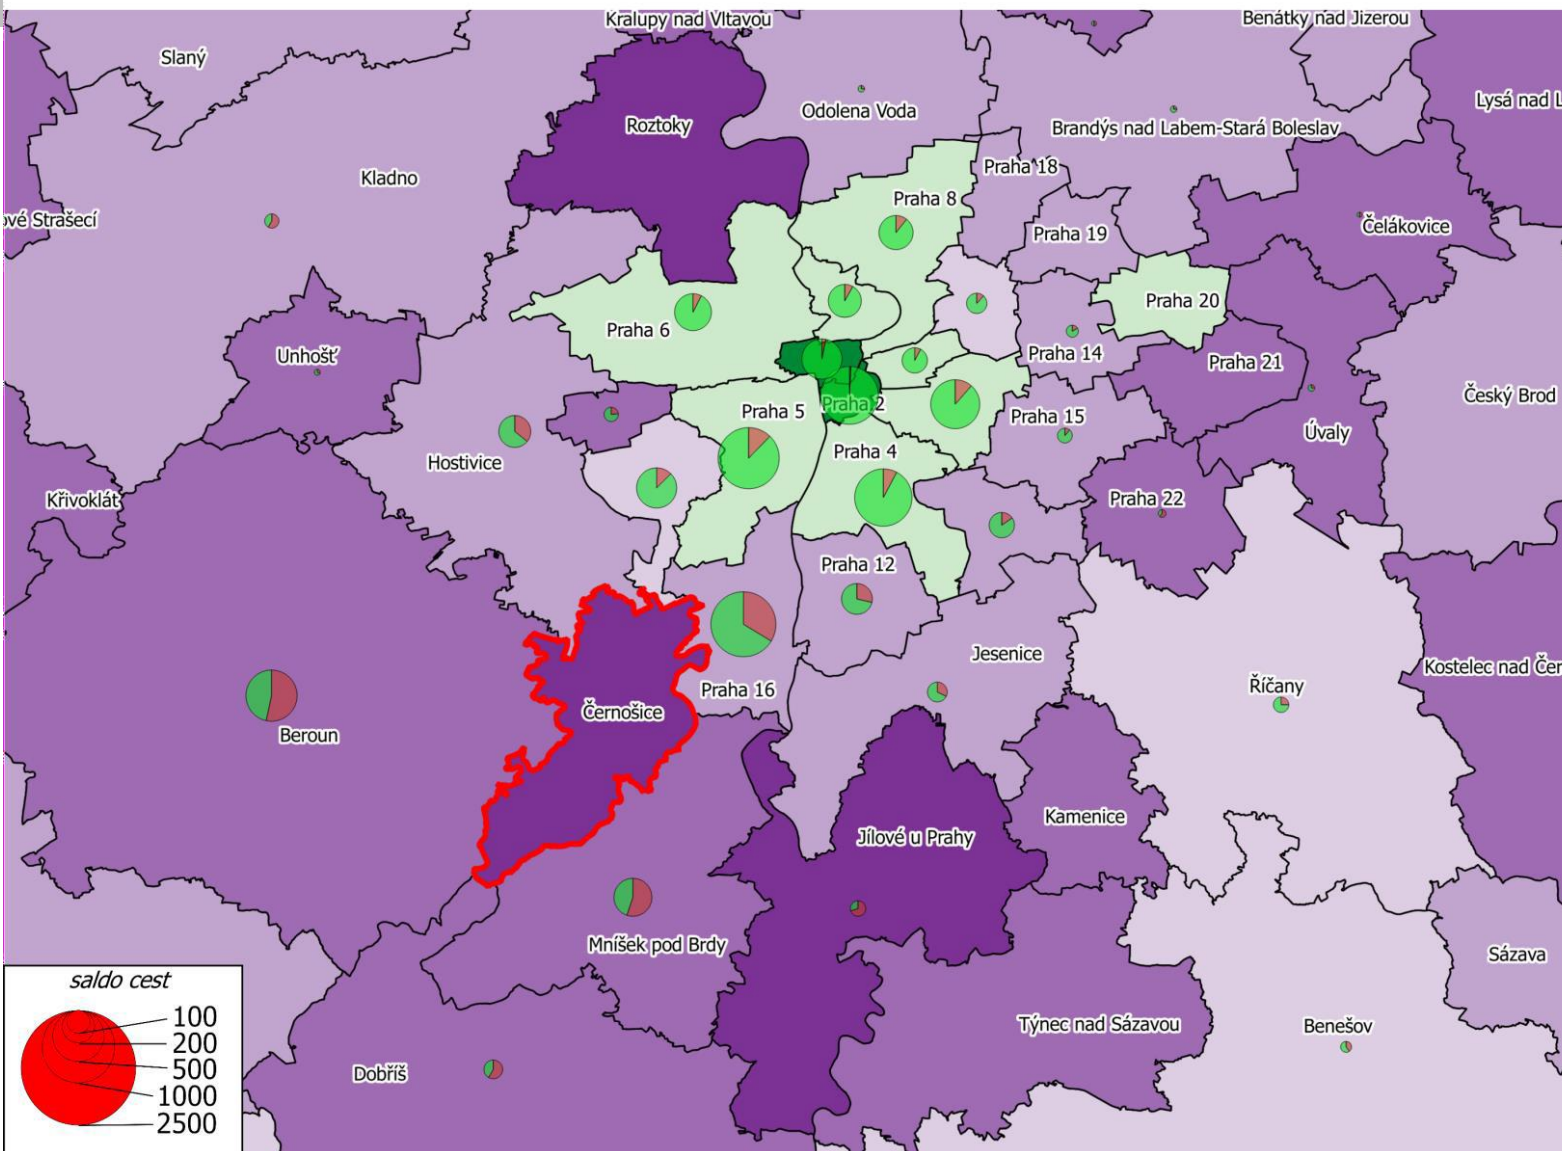 Kralupy nad Vltavou
Benátky nad Jizerou
Slaný
Lysá nad L
Odolena Voda
Roztoky
Brandýs nad Labem-Stará Boleslav
Praha 18
Kladno
Praha 8
ové Strašecí
Čelákovice
Praha 19
Praha 20
Praha 6
Unhošť
Praha 14
Praha 21
Český Brod
Praha 2
Praha 5
Praha 15
Úvaly
Praha 4
Hostivice
Křivoklát
Praha 22
Praha 12
Jesenice
Kostelec nad Čer
Praha 16
Říčany
Černošice
Beroun
Kamenice
Jílové u Prahy
Mníšek pod Brdy
Sázava
Týnec nad Sázavou
Benešov
Dobříš
saldo cest
100
200
500
1000
2500